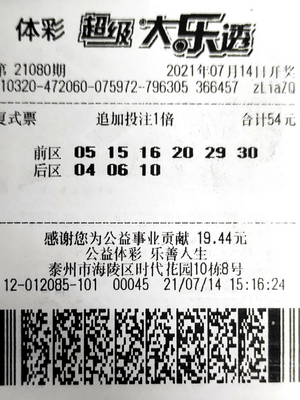 体彩 超级大乐透
第 21080期 2021年07月14日开奖
10320-472060-075972-796305 366457 zLiaZQ
复式票 追加投注1倍 合计54元
前区 05 15 16 20 29 30
后区 04 06 10
感谢您为公益事业贡献 19.44元
公益体彩 乐善人生
泰州市海陵区时代花园10栋8号
12-012085-101 00045 21/07/14 15:16:24